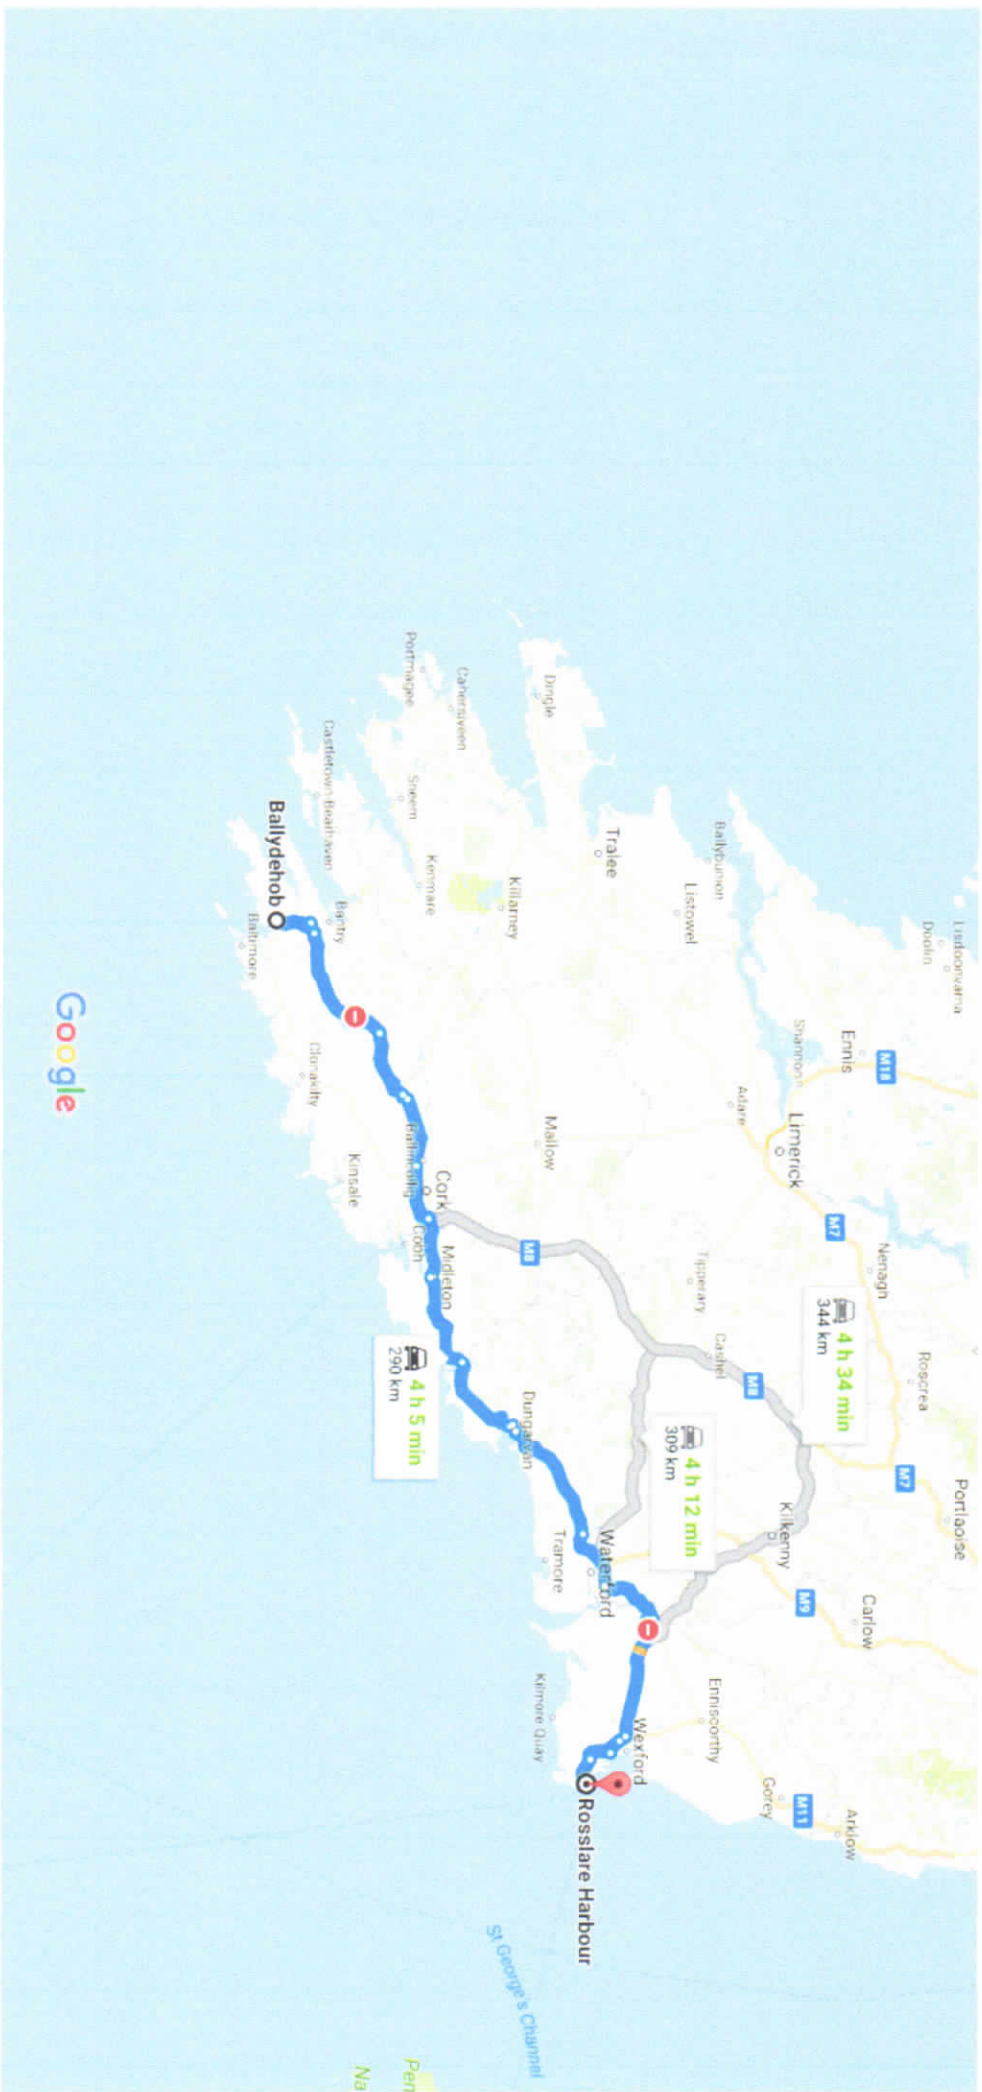 Lisdoonvarna
Doolin
Ennis
M18
Shannon
Limerick
Adare
M7
Nenagh
Roscrea
M7
Portlaoise
4 h 34 min
344 km
Ballybunion
Listowel
Tralee
Dingle
Tipperary
Cashel
M8
Kilkenny
M9
Carlow
4 h 12 min
309 km
Enniscorthy
Gorey
M11
Arklow
Killarney
Mallow
M8
Cahersiveen
Portmagee
Sneem
Kenmare
Castletown-Bearhaven
Bantry
Ballydehob
Baltimore
Clonakilty
Kinsale
Ballincollig
Cork
Cobh
Midleton
4 h 5 min
290 km
Dungarvan
Waterford
Tramore
Wexford
Kilmore Quay
Rosslare Harbour
St George's Channel
Pen
Na
Google